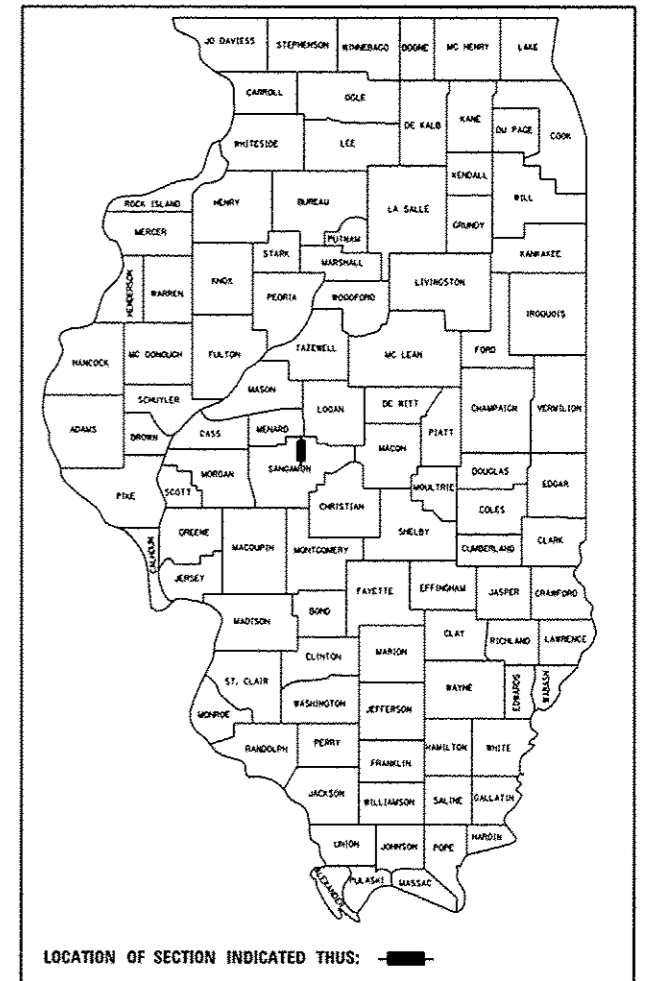 JO DAVIESS STEPHENSON WINNEBAGO BOONE MC HENRY LAKE
CARROLL OGLE DE KALB KANE DU PAGE COOK
WHITESIDE LEE KENDALL WILL
ROCK ISLAND HENRY BUREAU LA SALLE GRUNDY
MERCER PUTNAM KANKAKEE
STARK MARSHALL
HENDERSON WARREN KNOX PEORIA WOODFORD LIVINGSTON IROQUOIS
HANCOCK MC DONOUGH FULTON TAZEWELL MC LEAN FORD
MASON
SCHUYLER LOGAN DE WITT CHAMPAIGN VERMILION
ADAMS BROWN CASS MENARD MACON PIATT
SANGAMON DOUGLAS
MORGAN MOULTRIE EDGAR
PIKE SCOTT CHRISTIAN COLES
GREENE SHELBY
CALHOUN MACOUPIN MONTGOMERY CUMBERLAND CLARK
JERSEY FAYETTE EFFINGHAM JASPER CRAWFORD
MADISON BOND
CLAY RICHLAND LAWRENCE
CLINTON MARION
ST. CLAIR WAYNE EDWARDS WABASH
WASHINGTON JEFFERSON
MONROE
RANDOLPH PERRY HAMILTON WHITE
FRANKLIN
JACKSON WILLIAMSON SALINE GALLATIN
HARDIN
UNION JOHNSON POPE
ALEXANDER PULASKI MASSAC
LOCATION OF SECTION INDICATED THUS: